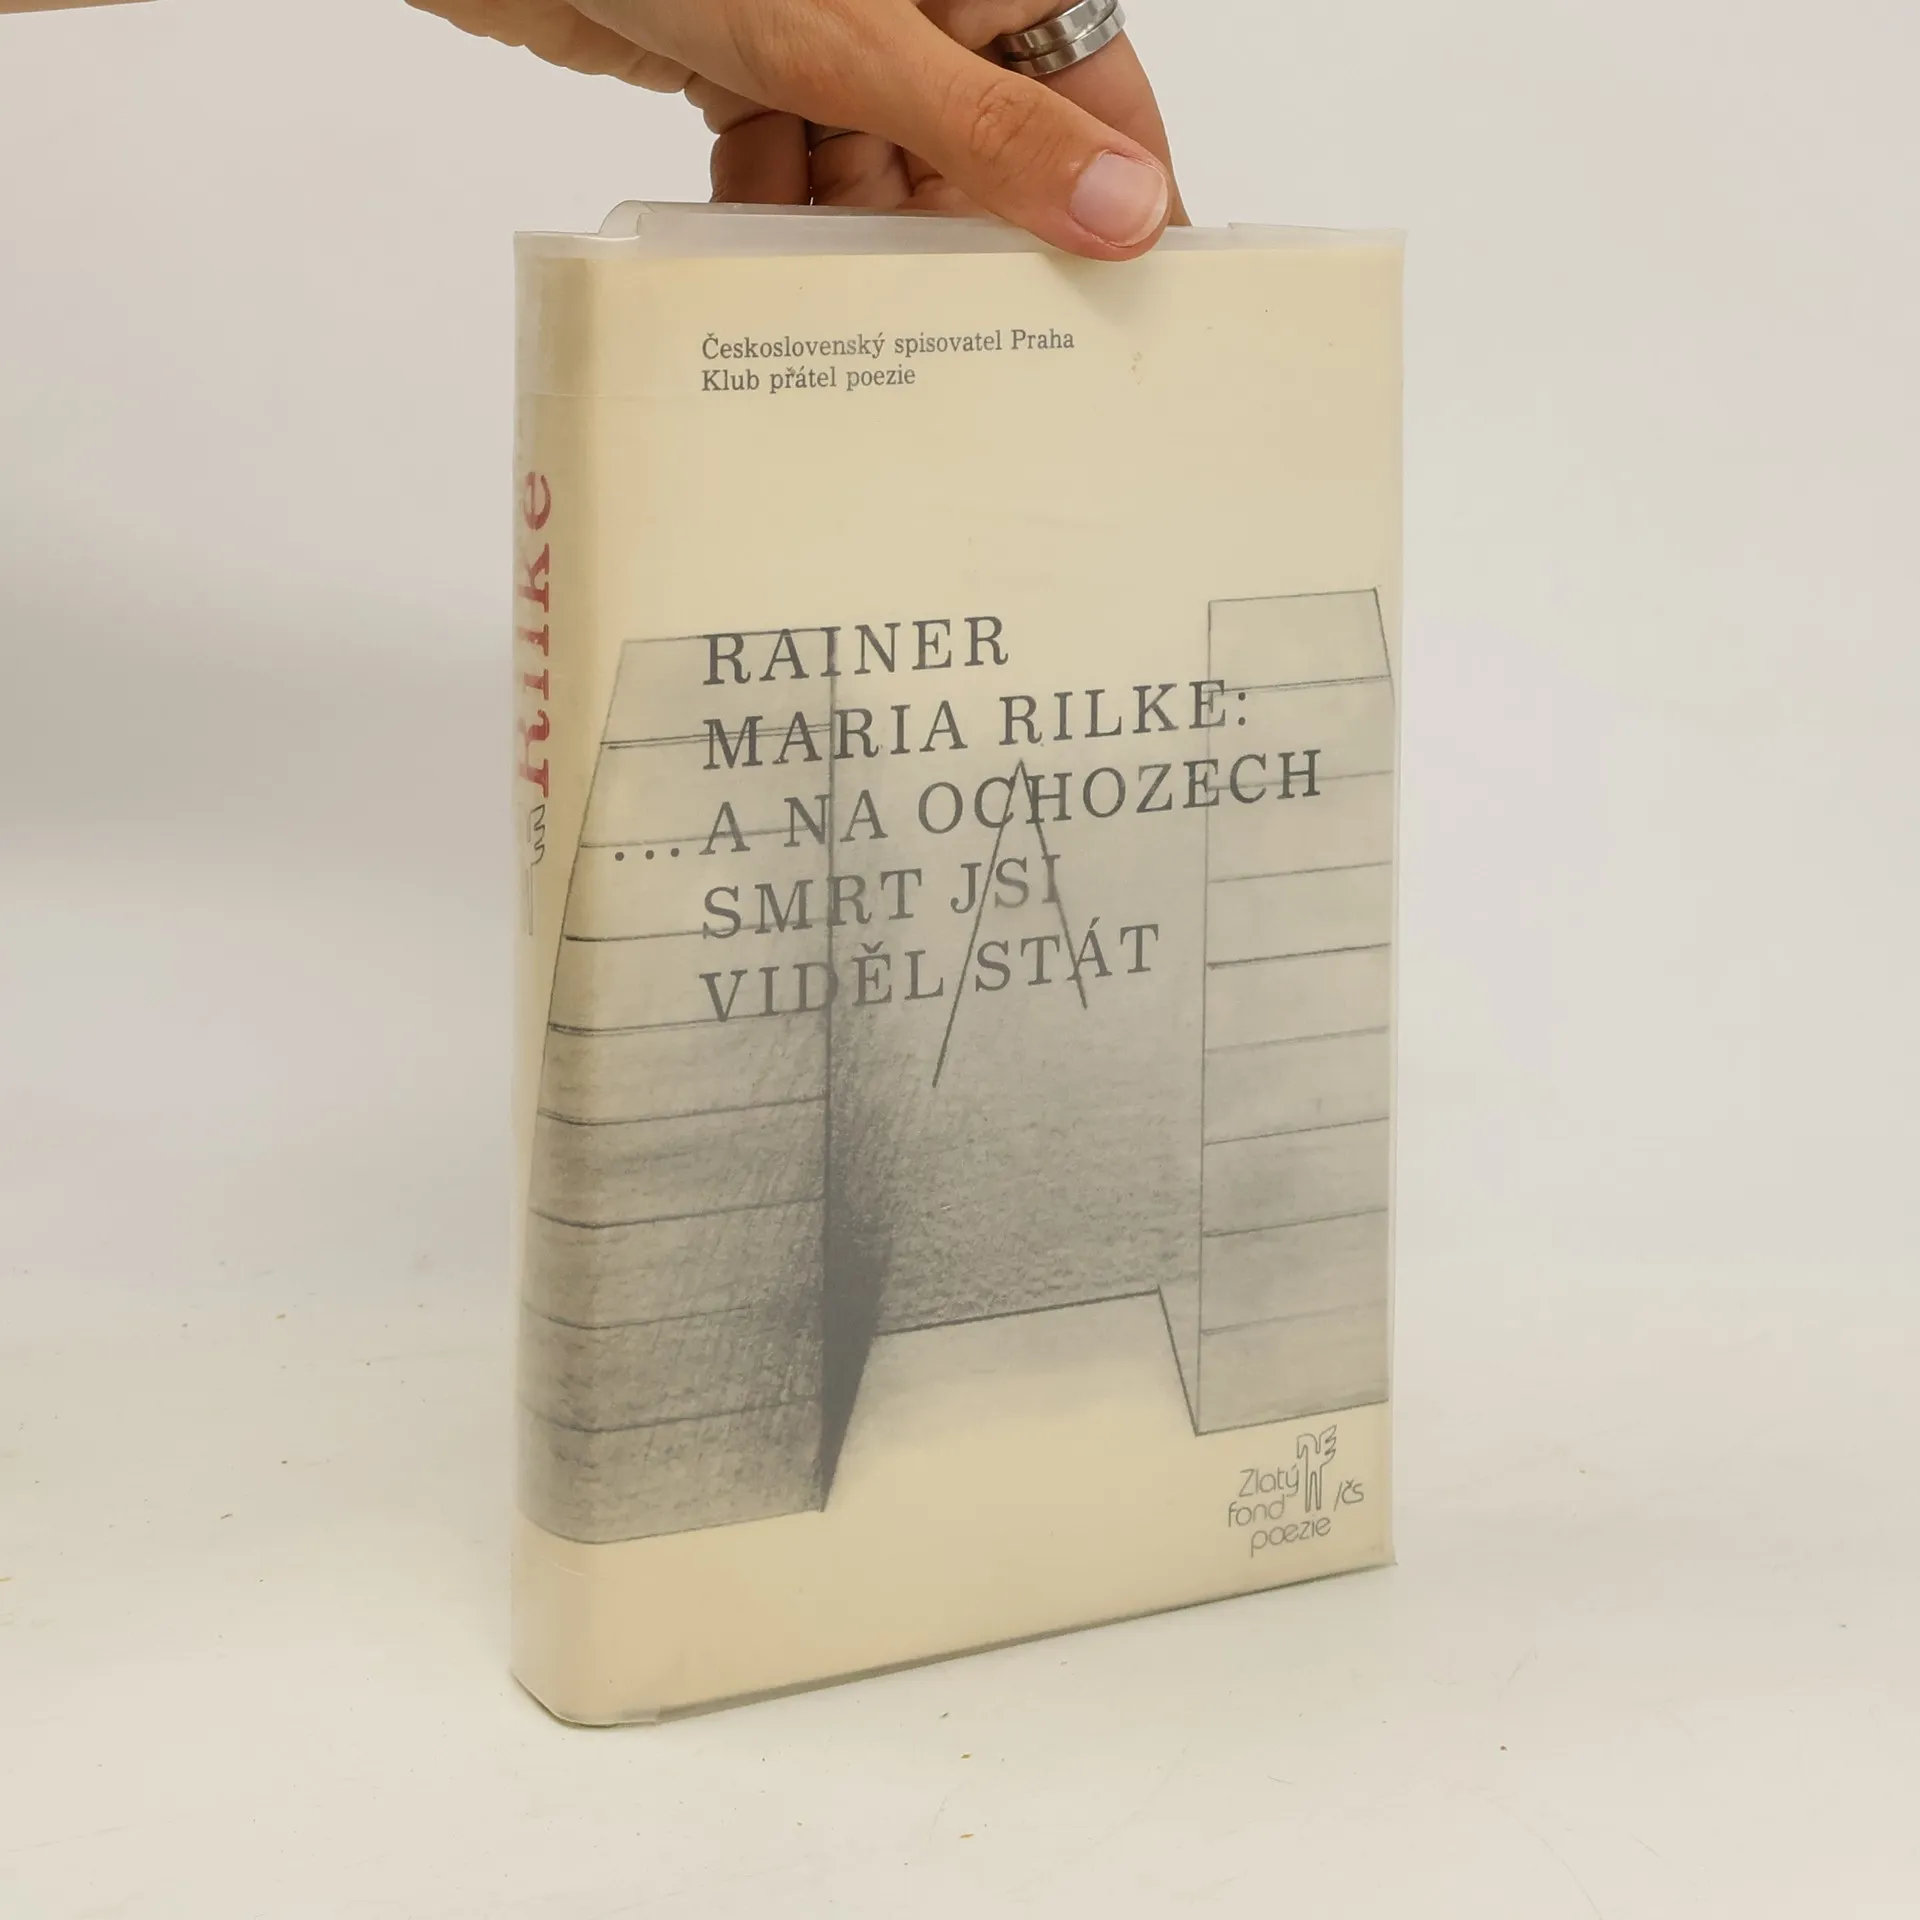 Československý spisovatel Praha
Klub přátel poezie
Rilke
RAINER
MARIA RILKE:
...A NA OCHOZECH
SMRT JSI
VIDĚL STÁT
Zlatý
fond /čs
poezie